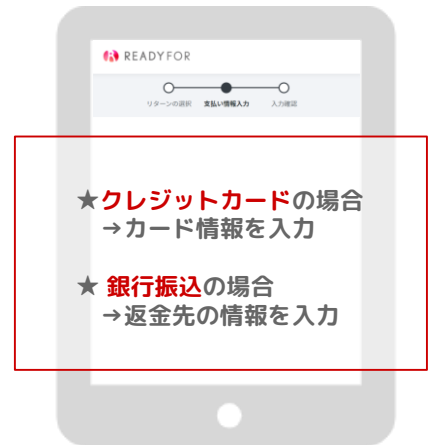 READYFOR
リターンの選択 支払い情報入力 入力確認
★クレジットカードの場合
→カード情報を入力
★ 銀行振込の場合
→返金先の情報を入力